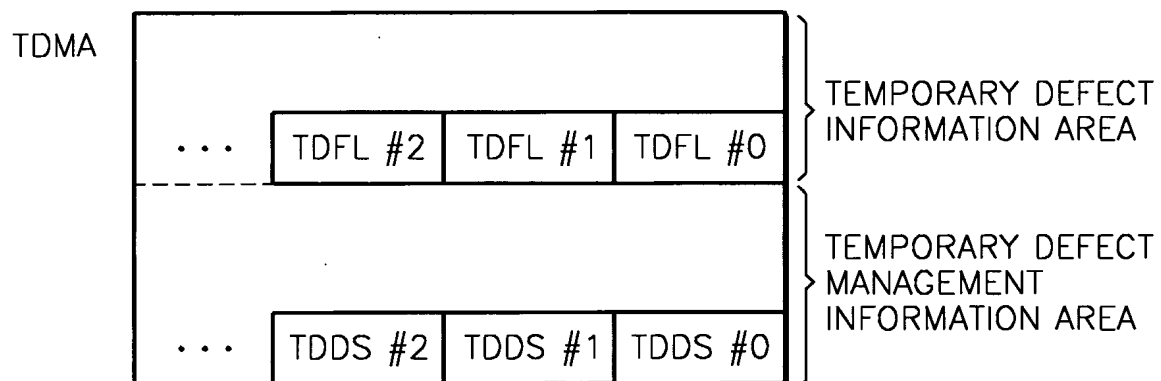 TDMA
TEMPORARY DEFECT
INFORMATION AREA
... TDFL #2 TDFL #1 TDFL #0
TEMPORARY DEFECT
MANAGEMENT
INFORMATION AREA
... TDDS #2 TDDS #1 TDDS #0